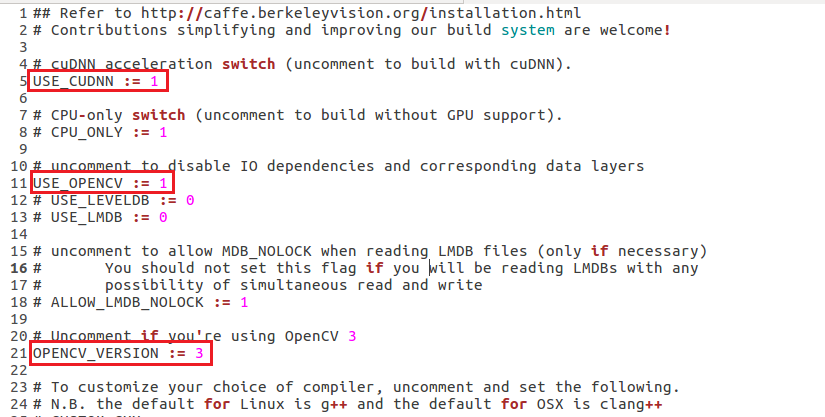 1 ## Refer to http://caffe.berkeleyvision.org/installation.html
2 # Contributions simplifying and improving our build system are welcome!
3
4 # cuDNN acceleration switch (uncomment to build with cuDNN).
5 USE_CUDNN := 1
6
7 # CPU-only switch (uncomment to build without GPU support).
8 # CPU_ONLY := 1
9
10 # uncomment to disable IO dependencies and corresponding data layers
11 USE_OPENCV := 1
12 # USE_LEVELDB := 0
13 # USE_LMDB := 0
14
15 # uncomment to allow MDB_NOLOCK when reading LMDB files (only if necessary)
16 #       You should not set this flag if you will be reading LMDBs with any
17 #       possibility of simultaneous read and write
18 # ALLOW_LMDB_NOLOCK := 1
19
20 # Uncomment if you're using OpenCV 3
21 OPENCV_VERSION := 3
22
23 # To customize your choice of compiler, uncomment and set the following.
24 # N.B. the default for Linux is g++ and the default for OSX is clang++